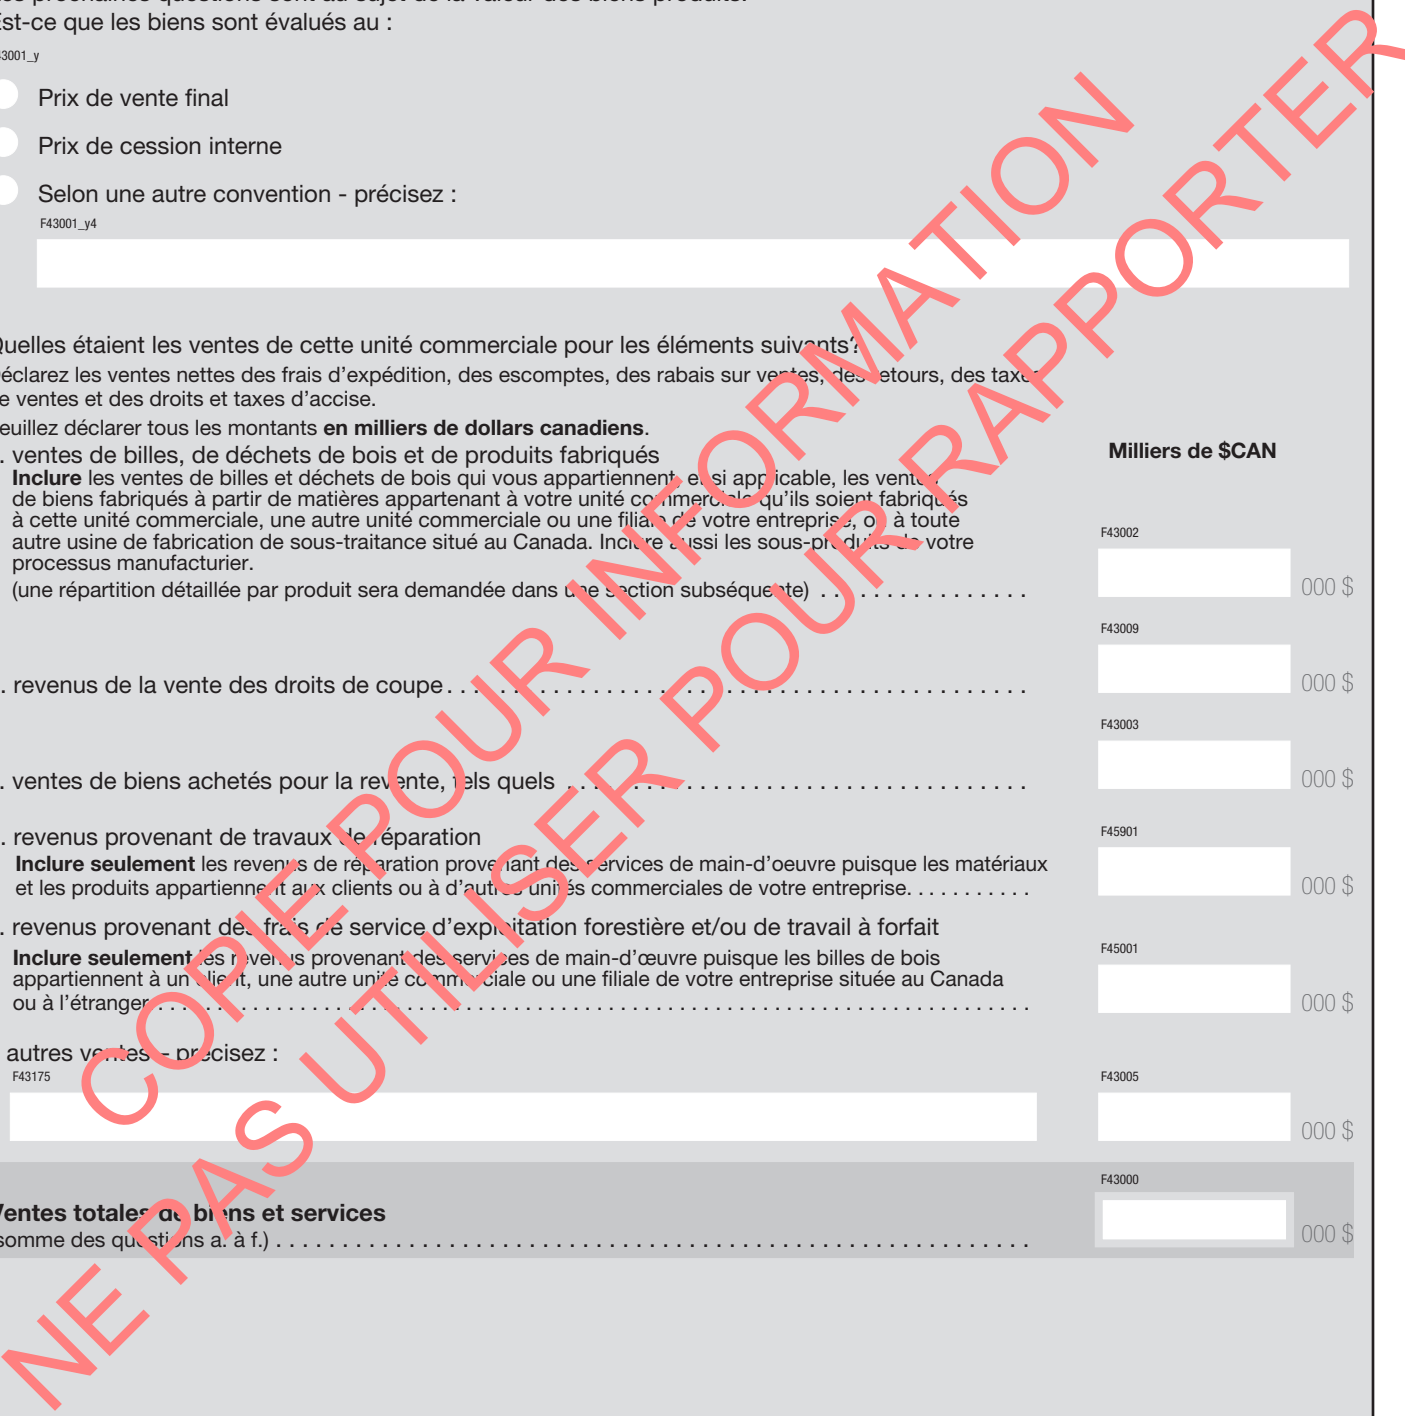 prochaines questions sont au sujet de la valeur des biens produits.
Est-ce que les biens sont évalués au :
43001_y
Prix de vente final
Prix de cession interne
Selon une autre convention - précisez :
F43001_y4
Quelles étaient les ventes de cette unité commerciale pour les éléments suivants?
Déclarez les ventes nettes des frais d’expédition, des escomptes, des rabais sur ventes, des retours, des taxes
de ventes et des droits et taxes d’accise.
Veuillez déclarer tous les montants en milliers de dollars canadiens.
Milliers de $CAN
. ventes de billes, de déchets de bois et de produits fabriqués
Inclure les ventes de billes et déchets de bois qui vous appartiennent, et si applicable, les ventes
de biens fabriqués à partir de matières appartenant à votre unité commerciale qu’ils soient fabriqués
à cette unité commerciale, une autre unité commerciale ou une filiale de votre entreprise, ou à toute
autre usine de fabrication de sous-traitance situé au Canada. Inclure aussi les sous-produits de votre
processus manufacturier.
F43002
(une répartition détaillée par produit sera demandée dans une section subséquente) . . . . . . . . . . . . . . . . 000 $
F43009
. revenus de la vente des droits de coupe . . . . . . . . . . . . . . . . . . . . . . . . . . . . . . . . . . . . . . . . . . 000 $
F43003
. ventes de biens achetés pour la revente, tels quels . . . . . . . . . . . . . . . . . . . . . . . . . . . . . . . . . . 000 $
. revenus provenant de travaux de réparation
F45901
Inclure seulement les revenus de réparation provenant des services de main-d’oeuvre puisque les matériaux
et les produits appartiennent aux clients ou à d’autres unités commerciales de votre entreprise. . . . . . . . . . 000 $
. revenus provenant des frais de service d’exploitation forestière et/ou de travail à forfait
F45001
Inclure seulement les revenus provenant des services de main-d’œuvre puisque les billes de bois
appartiennent à un client, une autre unité commerciale ou une filiale de votre entreprise située au Canada
ou à l’étranger . . . . . . . . . . . . . . . . . . . . . . . . . . . . . . . . . . . . . . . . . . . . . . . . . . . . . . . . . . . . . . . . 000 $
autres ventes – précisez :
F43175
F43005
000 $
F43000
Ventes totales de biens et services
(somme des questions a. à f.) . . . . . . . . . . . . . . . . . . . . . . . . . . . . . . . . . . . . . . . . . . . . . . . . . . . . . . . . . 000 $
COPIE POUR INFORMATION
NE PAS UTILISER POUR RAPPORTER